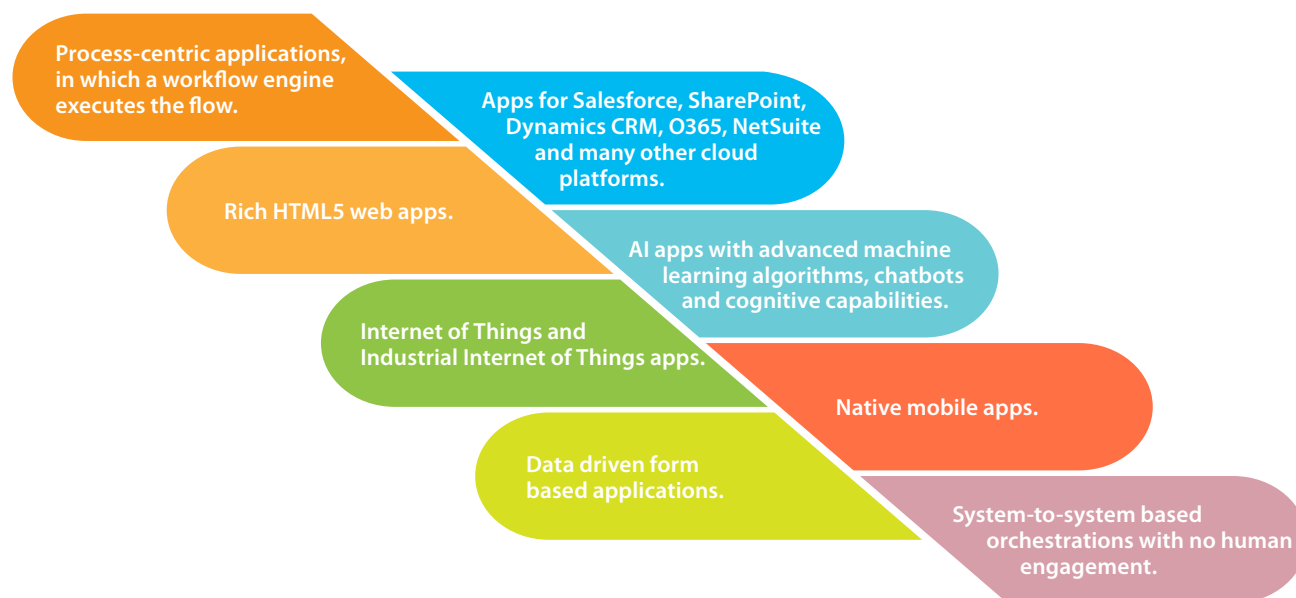 Process-centric applications,
in which a workflow engine
executes the flow.
Apps for Salesforce, SharePoint,
Dynamics CRM, O365, NetSuite
and many other cloud
platforms.
Rich HTML5 web apps.
AI apps with advanced machine
learning algorithms, chatbots
and cognitive capabilities.
Internet of Things and
Industrial Internet of Things apps.
Native mobile apps.
Data driven form
based applications.
System-to-system based
orchestrations with no human
engagement.